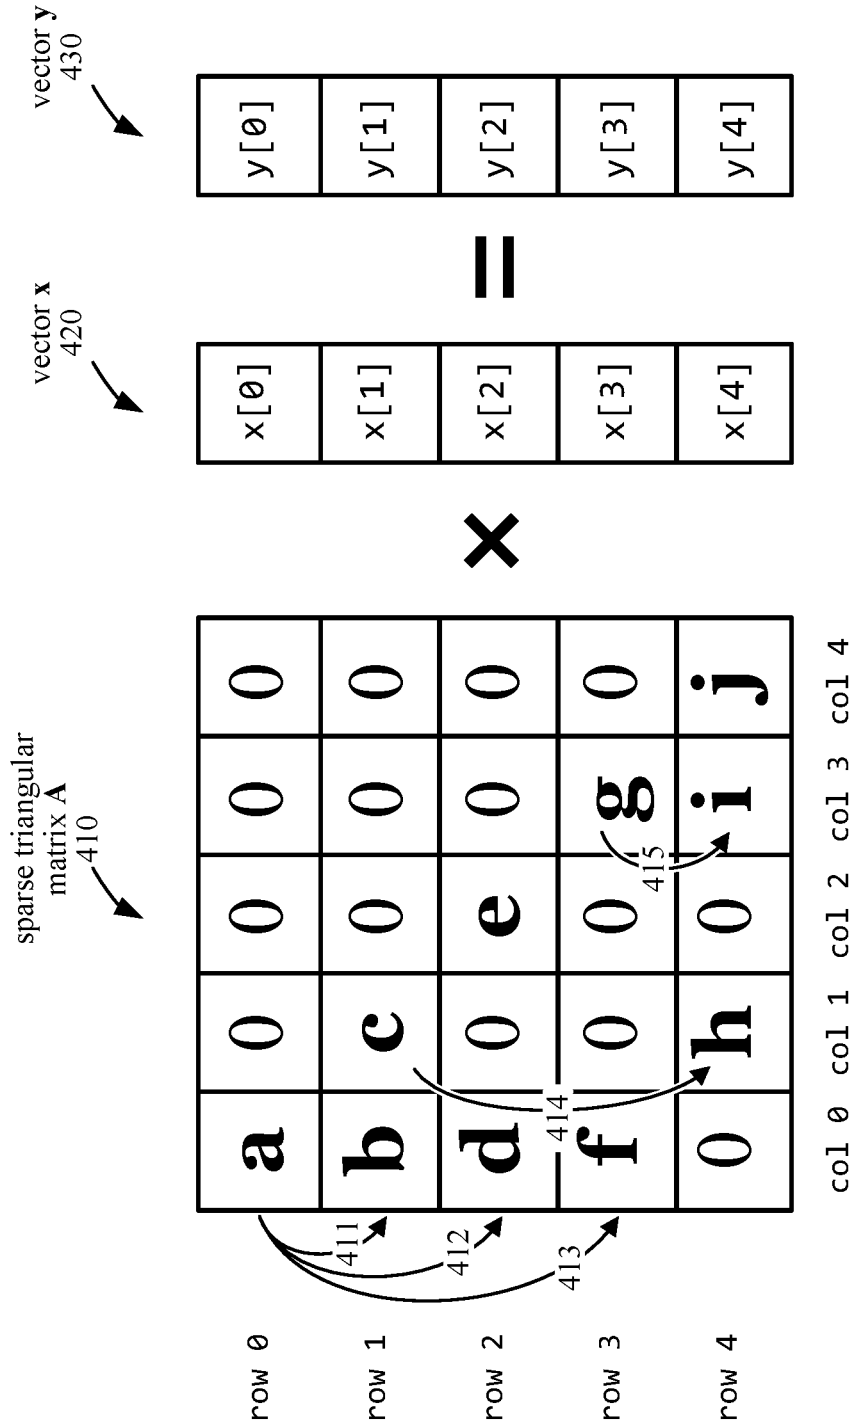 sparse triangular
matrix A
410
vector x
420
vector y
430
row 0 a 0 0 0 0 x[0] y[0]
411
row 1 b c 0 0 0 x[1] y[1]
412
row 2 d 0 e 0 0 × x[2] = y[2]
413
414
row 3 f 0 0 g 0 x[3] y[3]
415
row 4 0 h 0 i j x[4] y[4]
col 0 col 1 col 2 col 3 col 4